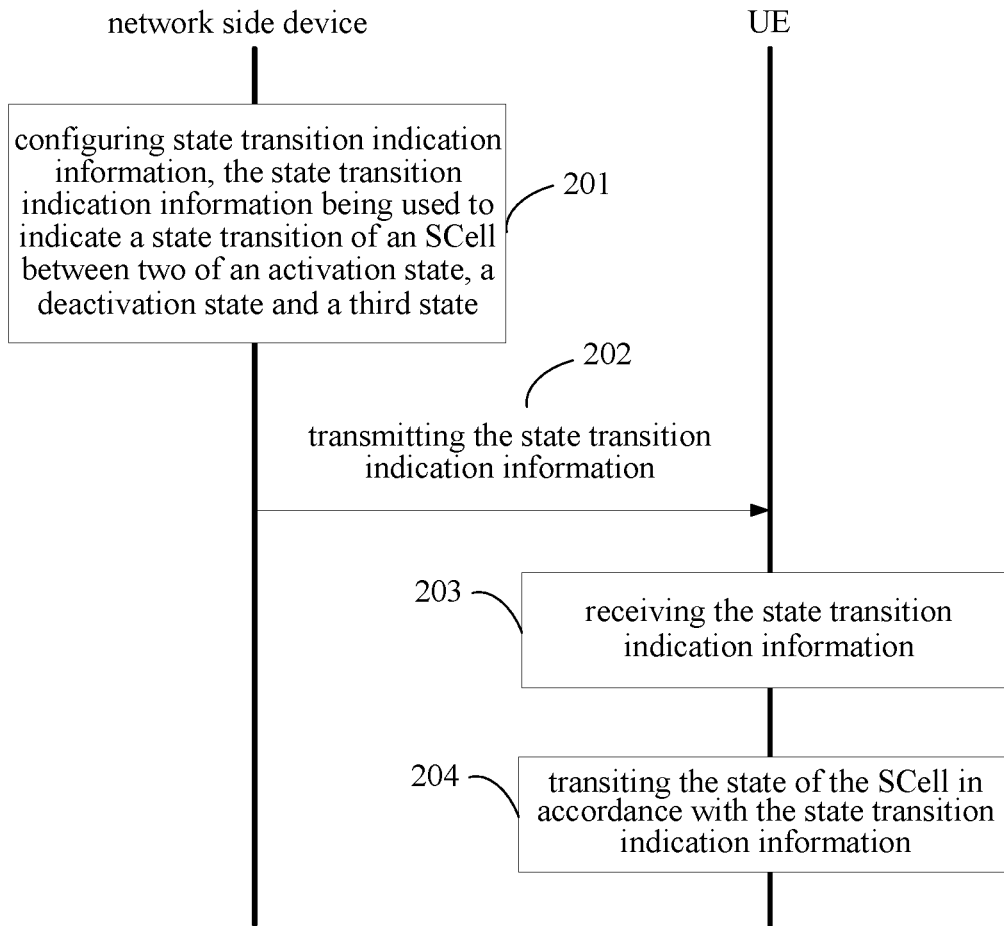 network side device
UE
configuring state transition indication
information, the state transition
indication information being used to
indicate a state transition of an SCell
between two of an activation state, a
deactivation state and a third state
201
202
transmitting the state transition
indication information
203
receiving the state transition
indication information
204
transiting the state of the SCell in
accordance with the state transition
indication information